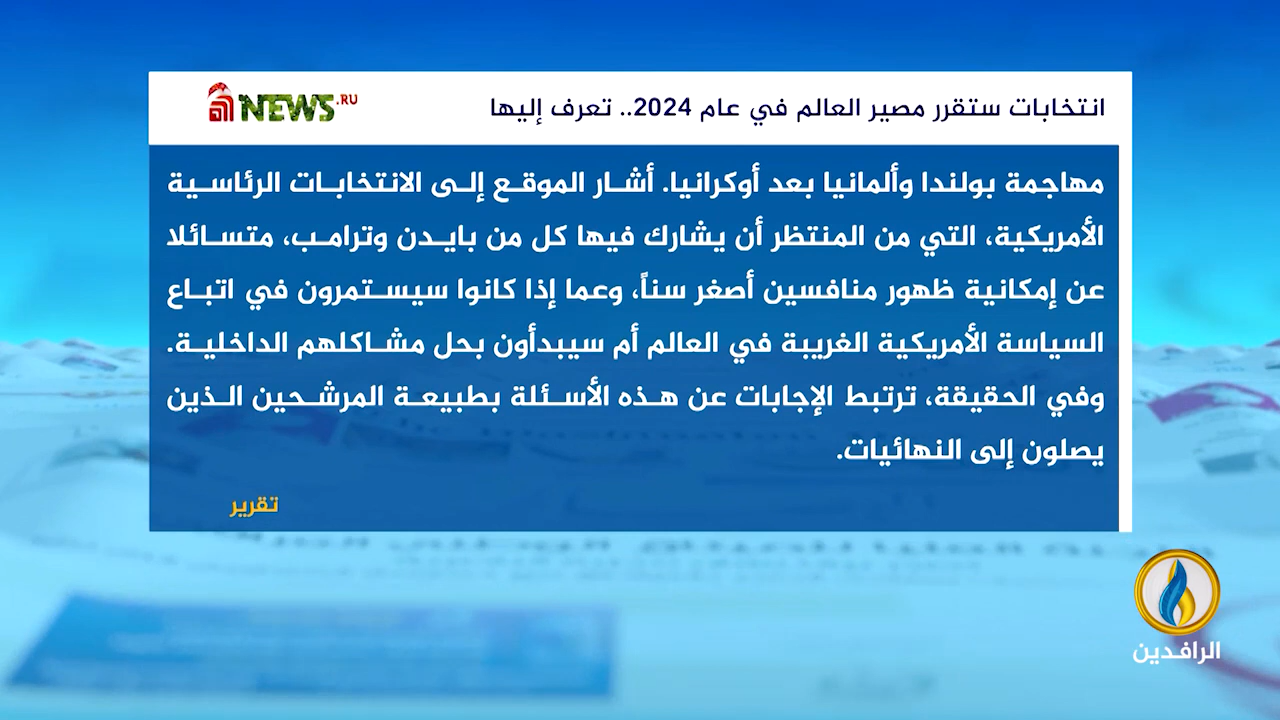 NEWS.RU
انتخابات ستقرر مصير العالم في عام 2024.. تعرف إليها
مهاجمة بولندا وألمانيا بعد أوكرانيا. أشار الموقع إلى الانتخابات الرئاسية
الأمريكية، التي من المنتظر أن يشارك فيها كل من بايدن وترامب، متسائلا
عن إمكانية ظهور منافسين أصغر سناً، وعما إذا كانوا سيستمرون في اتباع
السياسة الأمريكية الغريبة في العالم أم سيبدأون بحل مشاكلهم الداخلية.
وفي الحقيقة، ترتبط الإجابات عن هذه الأسئلة بطبيعة المرشحين الذين
يصلون إلى النهائيات.
تقرير
الرافدين